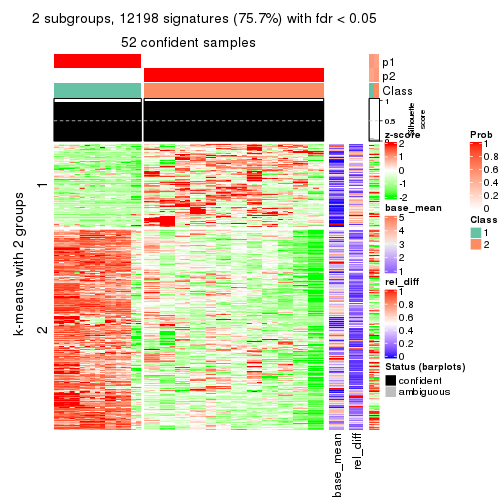 2 subgroups, 12198 signatures (75.7%) with fdr < 0.05
52 confident samples
p1
p2
Class
1
0.5
0
Silhouette
score
k-means with 2 groups
1
2
base_mean
rel_diff
z-score
2
1
0
-1
-2
base_mean
5
4
3
2
1
rel_diff
1
0.8
0.6
0.4
0.2
0
Status (barplots)
confident
ambiguous
Prob
1
0.8
0.6
0.4
0.2
0
Class
1
2